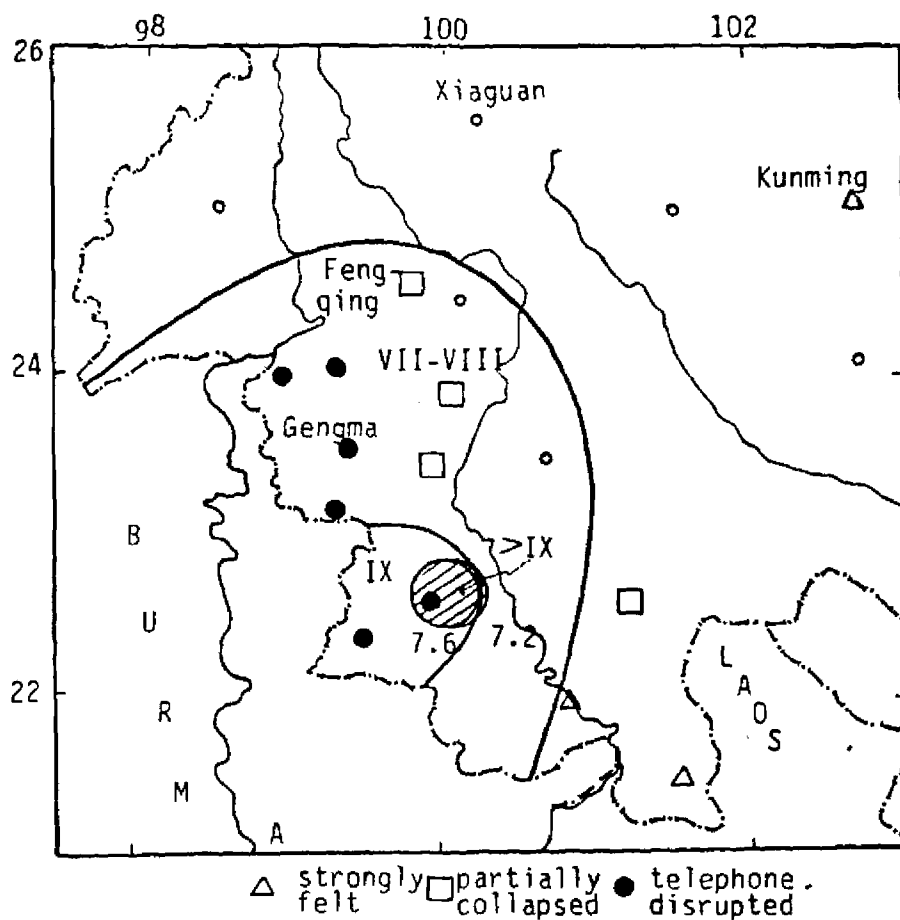 98 100 102
26
Xiaguan
Kunming
Feng-
qing
24
VII-VIII
Gengma
B
>IX
IX
U
7.6 7.2
L
22
A
R
O
S
M
A
△ strongly □ partially ● telephone
felt collapsed disrupted